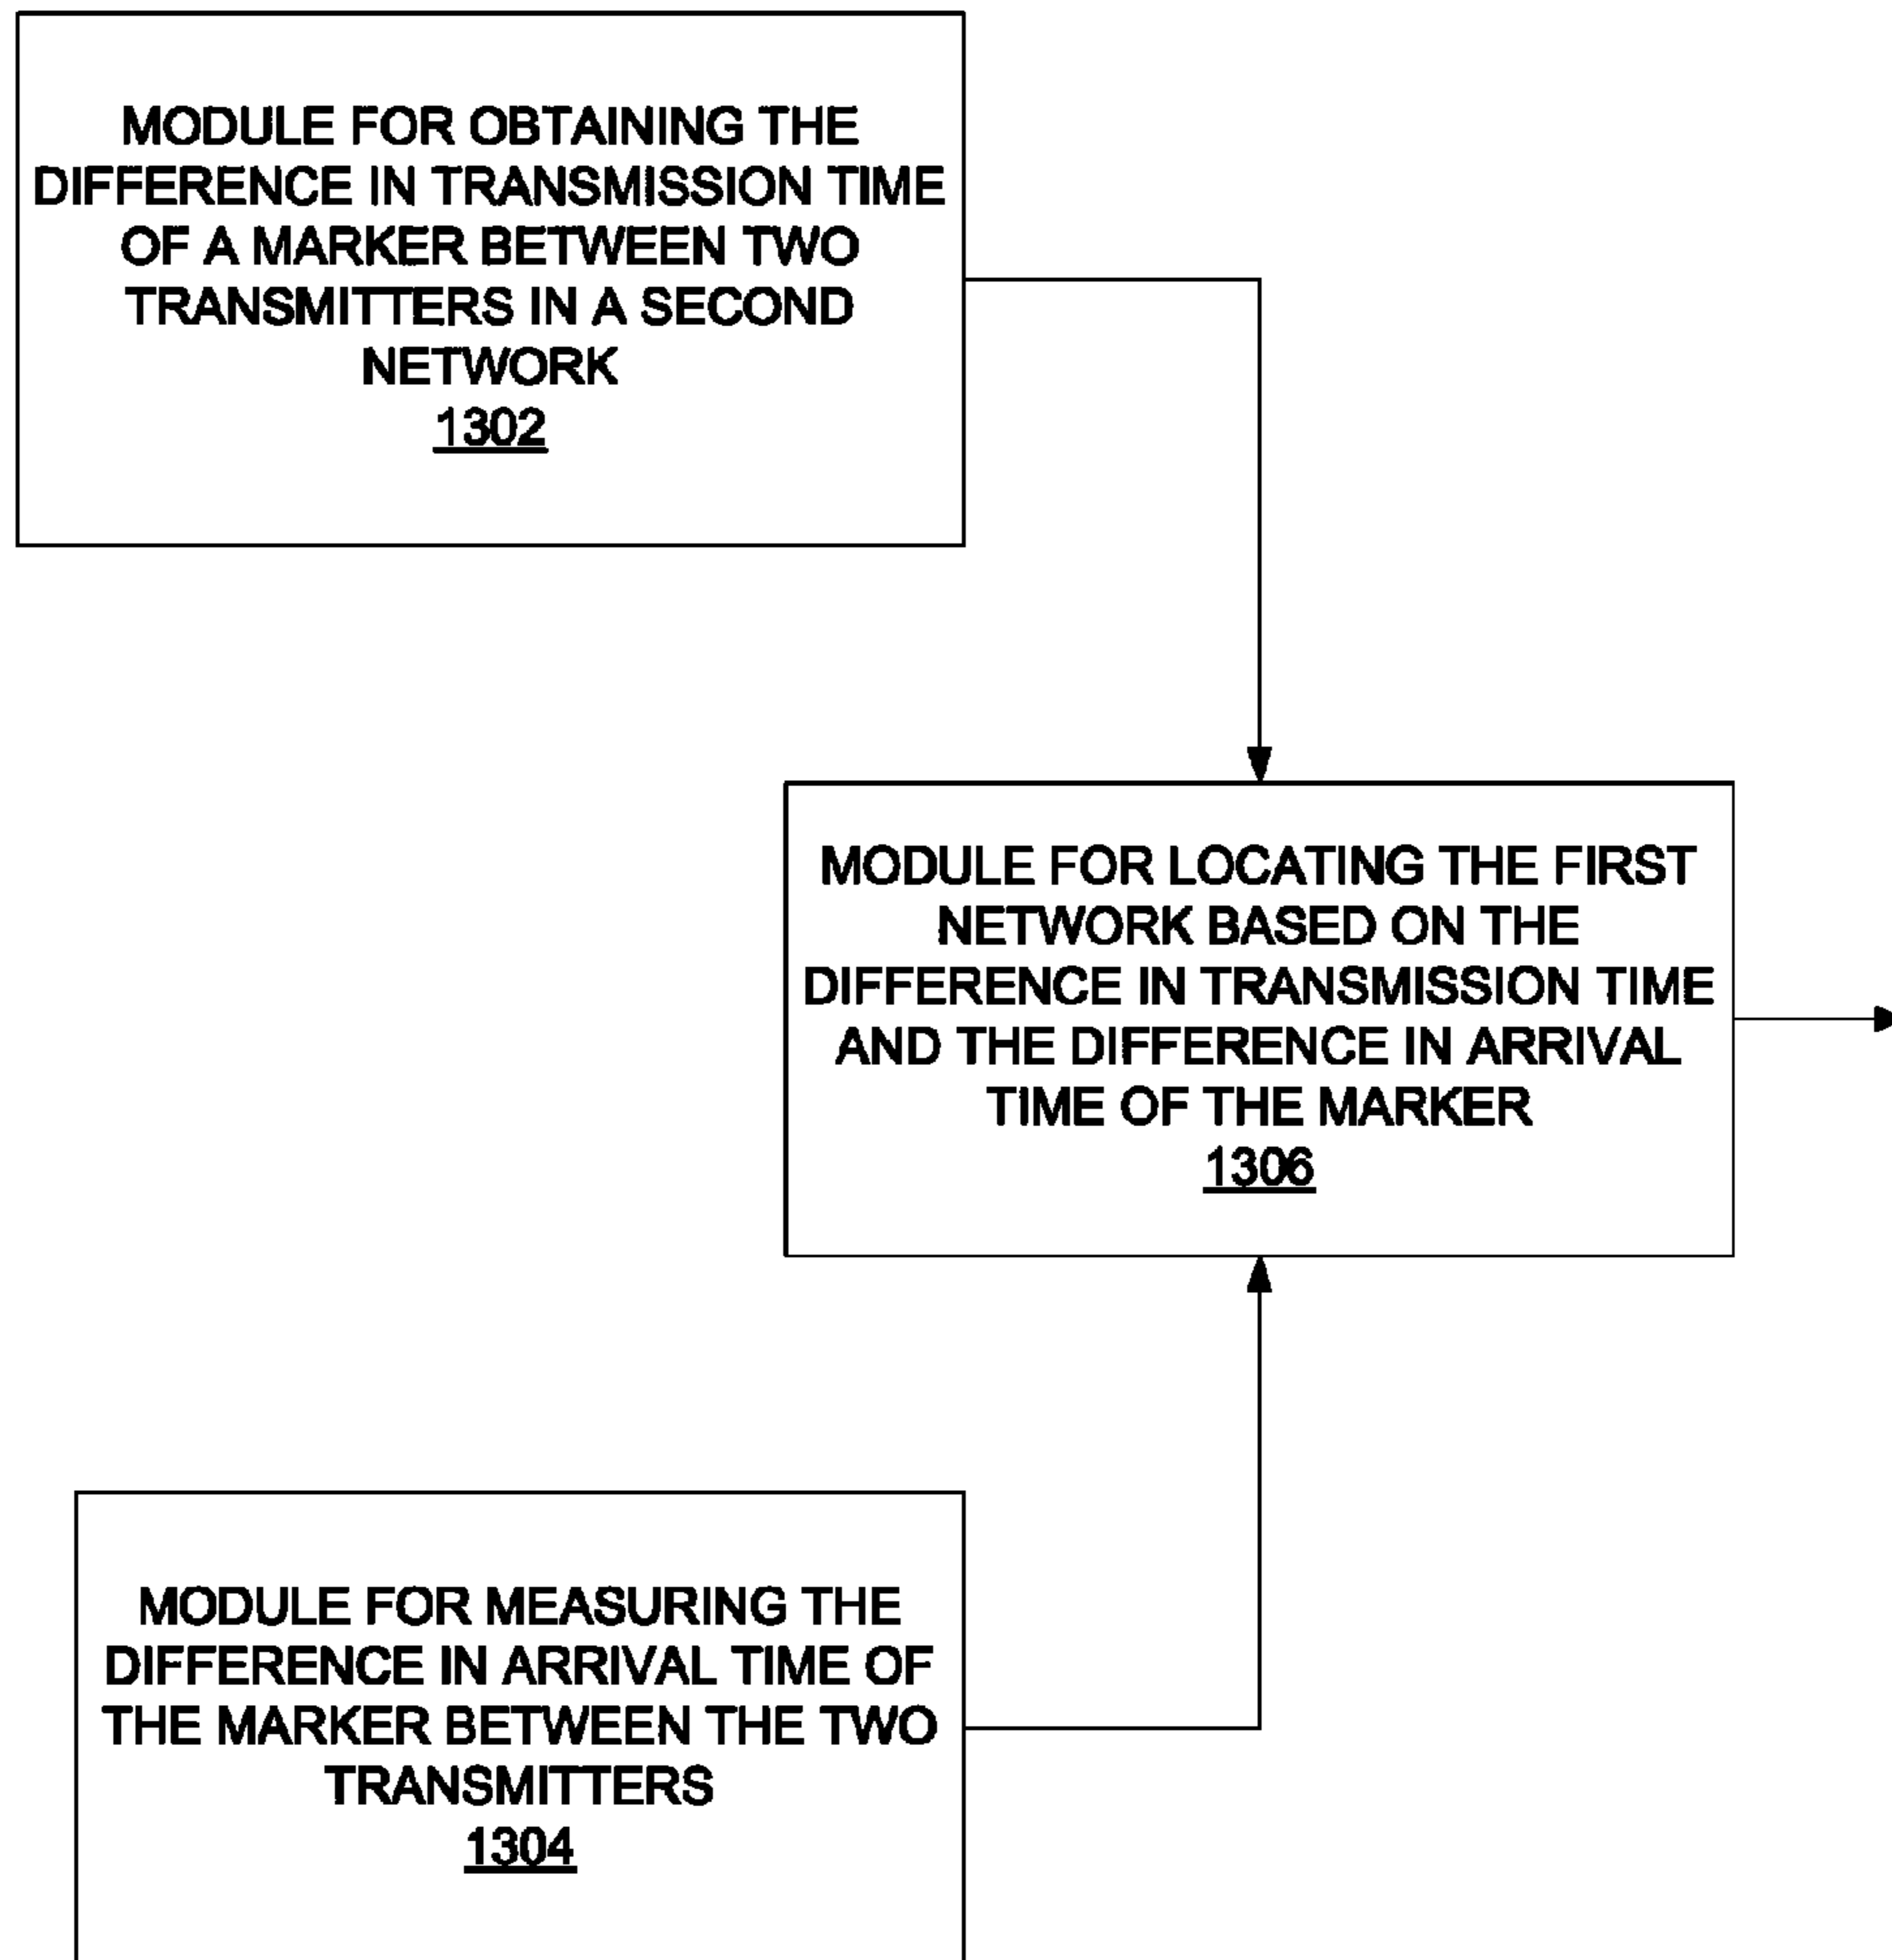 MODULE FOR OBTAINING THE
DIFFERENCE IN TRANSMISSION TIME
OF A MARKER BETWEEN TWO
TRANSMITTERS IN A SECOND
NETWORK
1302
MODULE FOR LOCATING THE FIRST
NETWORK BASED ON THE
DIFFERENCE IN TRANSMISSION TIME
AND THE DIFFERENCE IN ARRIVAL
TIME OF THE MARKER
1306
MODULE FOR MEASURING THE
DIFFERENCE IN ARRIVAL TIME OF
THE MARKER BETWEEN THE TWO
TRANSMITTERS
1304